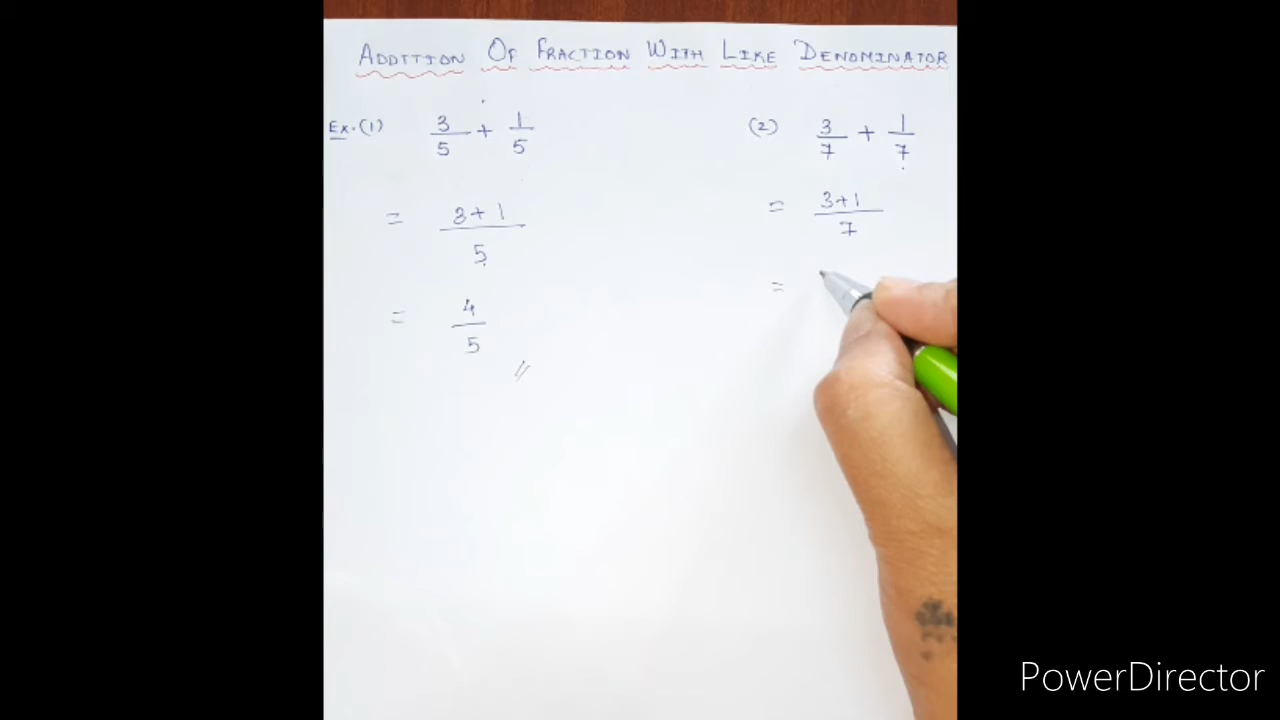 ADDITION OF FRACTION WITH LIKE DENOMINATOR
Ex.(1) 3/5 + 1/5
= 3+1/5
= 4/5 //
(2) 3/7 + 1/7
= 3+1/7
=
PowerDirector